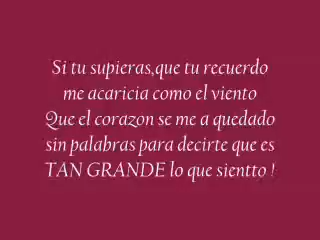 Si tu supieras,que tu recuerdo
me acaricia como el viento
Que el corazon se me a quedado
sin palabras para decirte que es
TAN GRANDE lo que sientto !